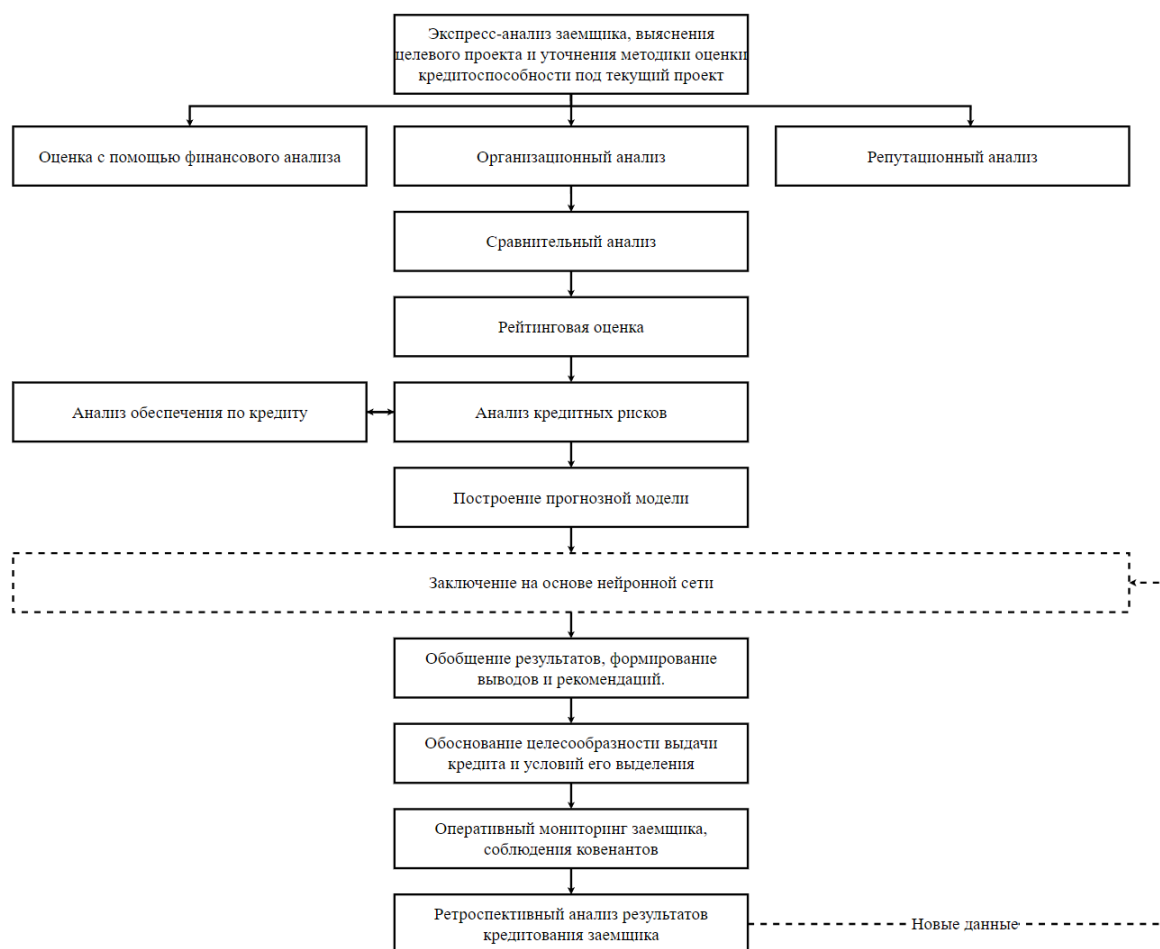 Экспресс-анализ заемщика, выяснения
целевого проекта и уточнения методики оценки
кредитоспособности под текущий проект
Оценка с помощью финансового анализа
Организационный анализ
Репутационный анализ
Сравнительный анализ
Рейтинговая оценка
Анализ обеспечения по кредиту
Анализ кредитных рисков
Построение прогнозной модели
Заключение на основе нейронной сети
Обобщение результатов, формирование
выводов и рекомендаций.
Обоснование целесообразности выдачи
кредита и условий его выделения
Оперативный мониторинг заемщика,
соблюдения ковенантов
Ретроспективный анализ результатов
кредитования заемщика
Новые данные